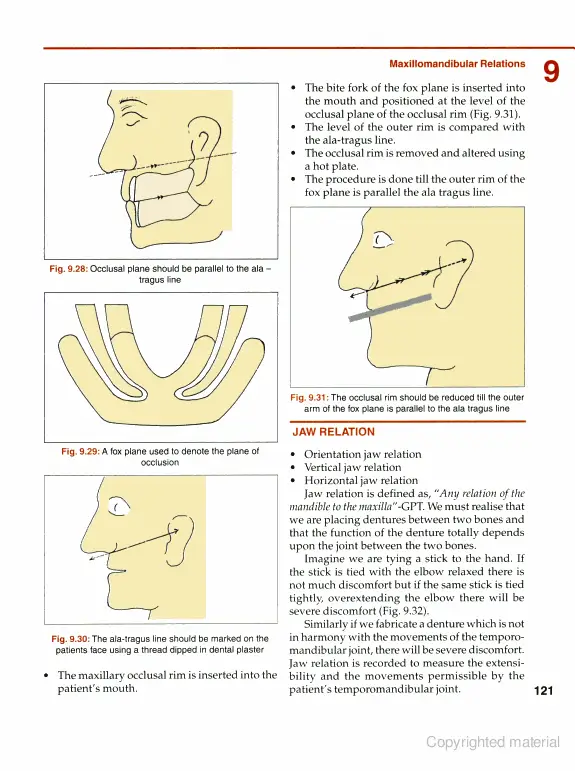 Maxillomandibular Relations
9
Fig. 9.28: Occlusal plane should be parallel to the ala –
tragus line
Fig. 9.29: A fox plane used to denote the plane of
occlusion
Fig. 9.30: The ala-tragus line should be marked on the
patients face using a thread dipped in dental plaster
• The maxillary occlusal rim is inserted into the
patient's mouth.
• The bite fork of the fox plane is inserted into
the mouth and positioned at the level of the
occlusal plane of the occlusal rim (Fig. 9.31).
• The level of the outer rim is compared with
the ala-tragus line.
• The occlusal rim is removed and altered using
a hot plate.
• The procedure is done till the outer rim of the
fox plane is parallel the ala tragus line.
Fig. 9.31: The occlusal rim should be reduced till the outer
arm of the fox plane is parallel to the ala tragus line
JAW RELATION
• Orientation jaw relation
• Vertical jaw relation
• Horizontal jaw relation
Jaw relation is defined as, "Any relation of the
mandible to the maxilla"-GPT. We must realise that
we are placing dentures between two bones and
that the function of the denture totally depends
upon the joint between the two bones.
Imagine we are tying a stick to the hand. If
the stick is tied with the elbow relaxed there is
not much discomfort but if the same stick is tied
tightly, overextending the elbow there will be
severe discomfort (Fig. 9.32).
Similarly if we fabricate a denture which is not
in harmony with the movements of the temporo-
mandibular joint, there will be severe discomfort.
Jaw relation is recorded to measure the extensi-
bility and the movements permissible by the
patient's temporomandibular joint.
121
Copyrighted material